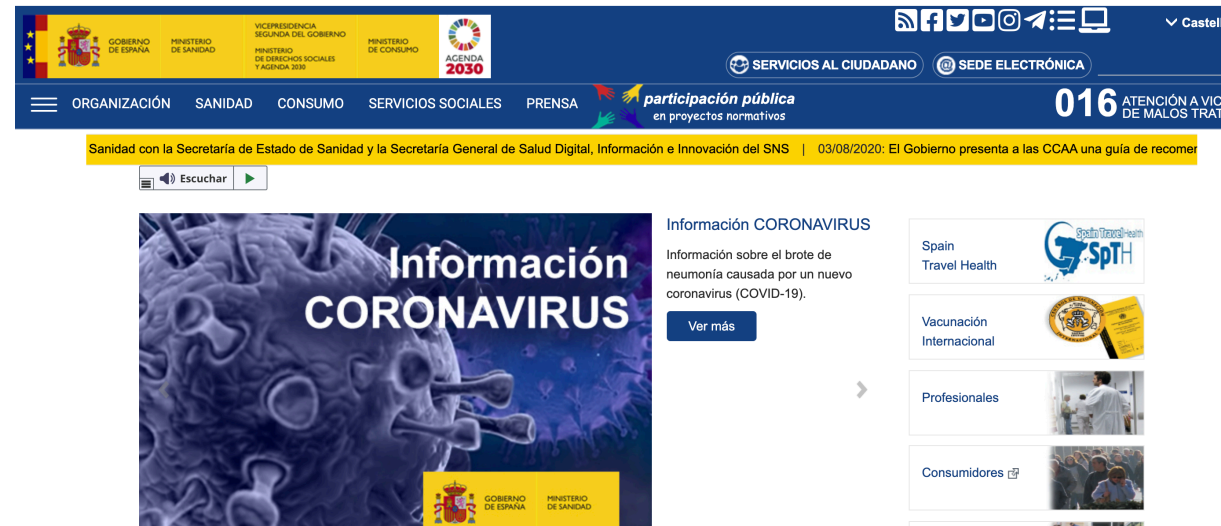 GOBIERNO
DE ESPAÑA
MINISTERIO
DE SANIDAD
VICEPRESIDENCIA
SEGUNDA DEL GOBIERNO
MINISTERIO
DE DERECHOS SOCIALES
Y AGENDA 2030
MINISTERIO
DE CONSUMO
AGENDA
2030
Castell
SERVICIOS AL CIUDADANO
@ SEDE ELECTRÓNICA
ORGANIZACIÓN SANIDAD CONSUMO SERVICIOS SOCIALES PRENSA
participación pública
en proyectos normativos
016 ATENCIÓN A VIC
DE MALOS TRAT
Sanidad con la Secretaría de Estado de Sanidad y la Secretaría General de Salud Digital, Información e Innovación del SNS | 03/08/2020: El Gobierno presenta a las CCAA una guía de recomen
Escuchar
Información
CORONAVIRUS
GOBIERNO
DE ESPAÑA
MINISTERIO
DE SANIDAD
Información CORONAVIRUS
Información sobre el brote de
neumonía causada por un nuevo
coronavirus (COVID-19).
Ver más
Spain
Travel Health
Spain Travel Health
SpTH
Vacunación
Internacional
Profesionales
Consumidores